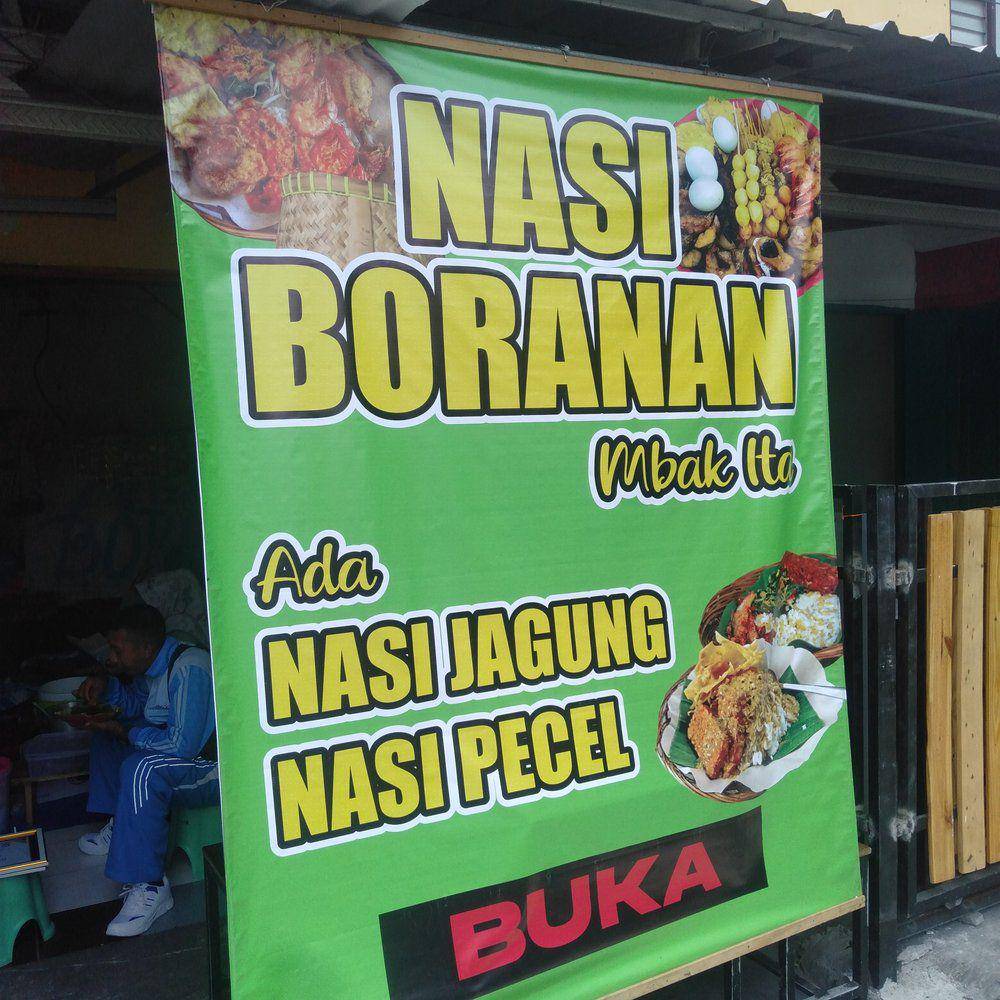 NASI
BORANAN
Mbak Ita
Ada
NASI JAGUNG
NASI PECEL
BUKA